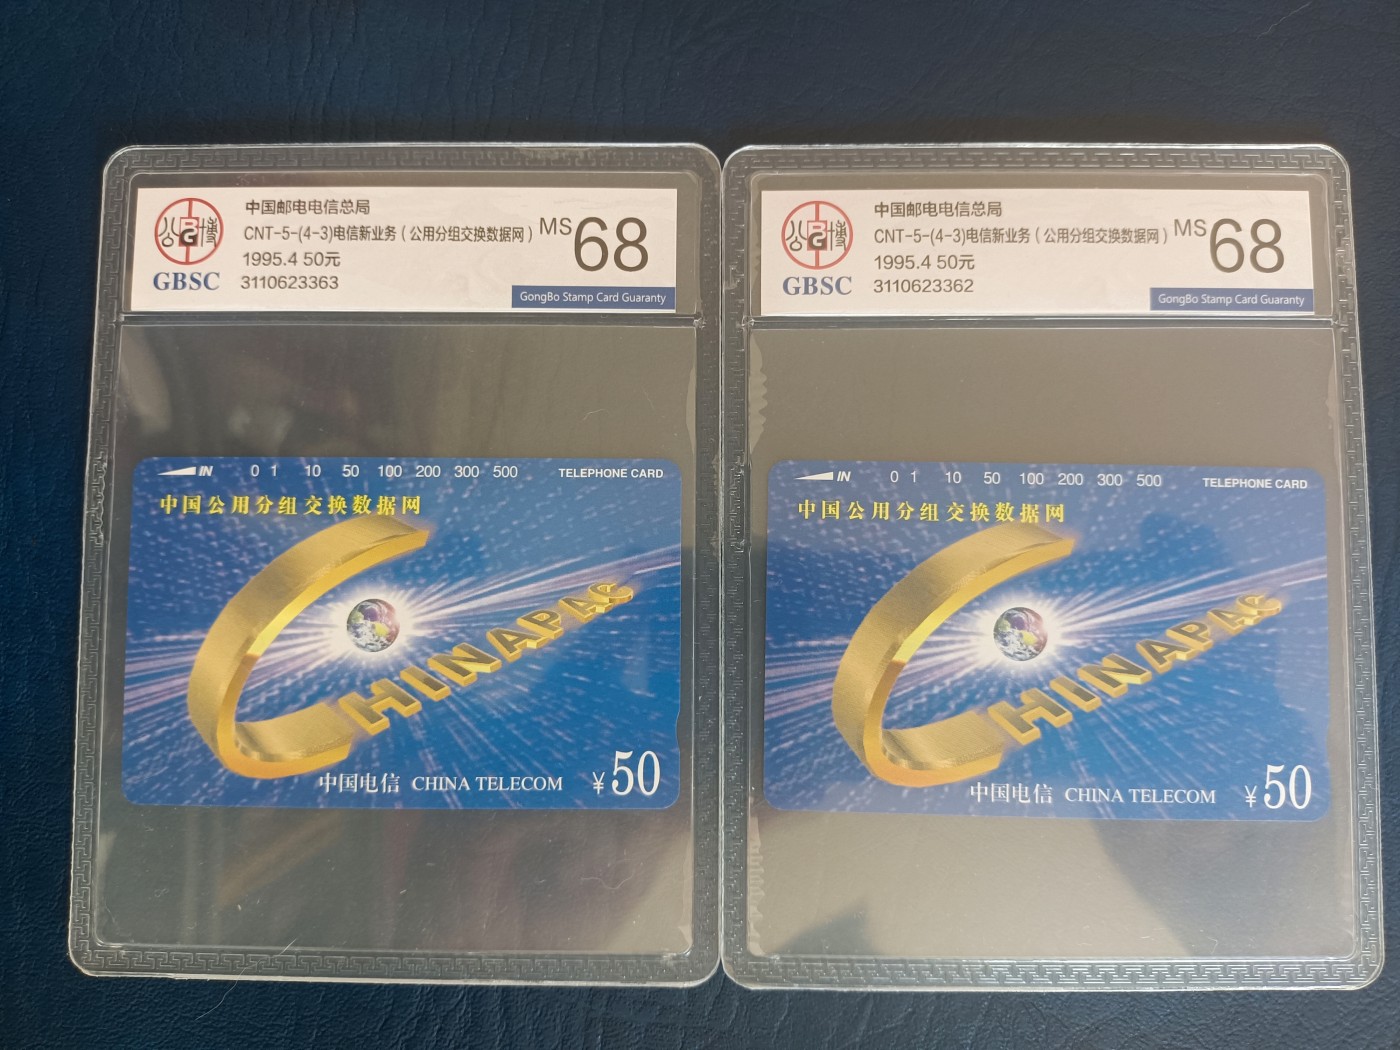 中国邮电电信总局
CNT-5-(4-3)电信新业务(公用分组交换数据网)
1995.4 50元
3110623363
MS 68
GBSC
GongBo Stamp Card Guaranty
IN 0 1 10 50 100 200 300 500 TELEPHONE CARD
中国公用分组交换数据网
CHINAPAC
中国电信 CHINA TELECOM ¥50
中国邮电电信总局
CNT-5-(4-3)电信新业务(公用分组交换数据网)
1995.4 50元
3110623362
MS 68
GBSC
GongBo Stamp Card Guaranty
IN 0 1 10 50 100 200 300 500 TELEPHONE CARD
中国公用分组交换数据网
CHINAPAC
中国电信 CHINA TELECOM ¥50